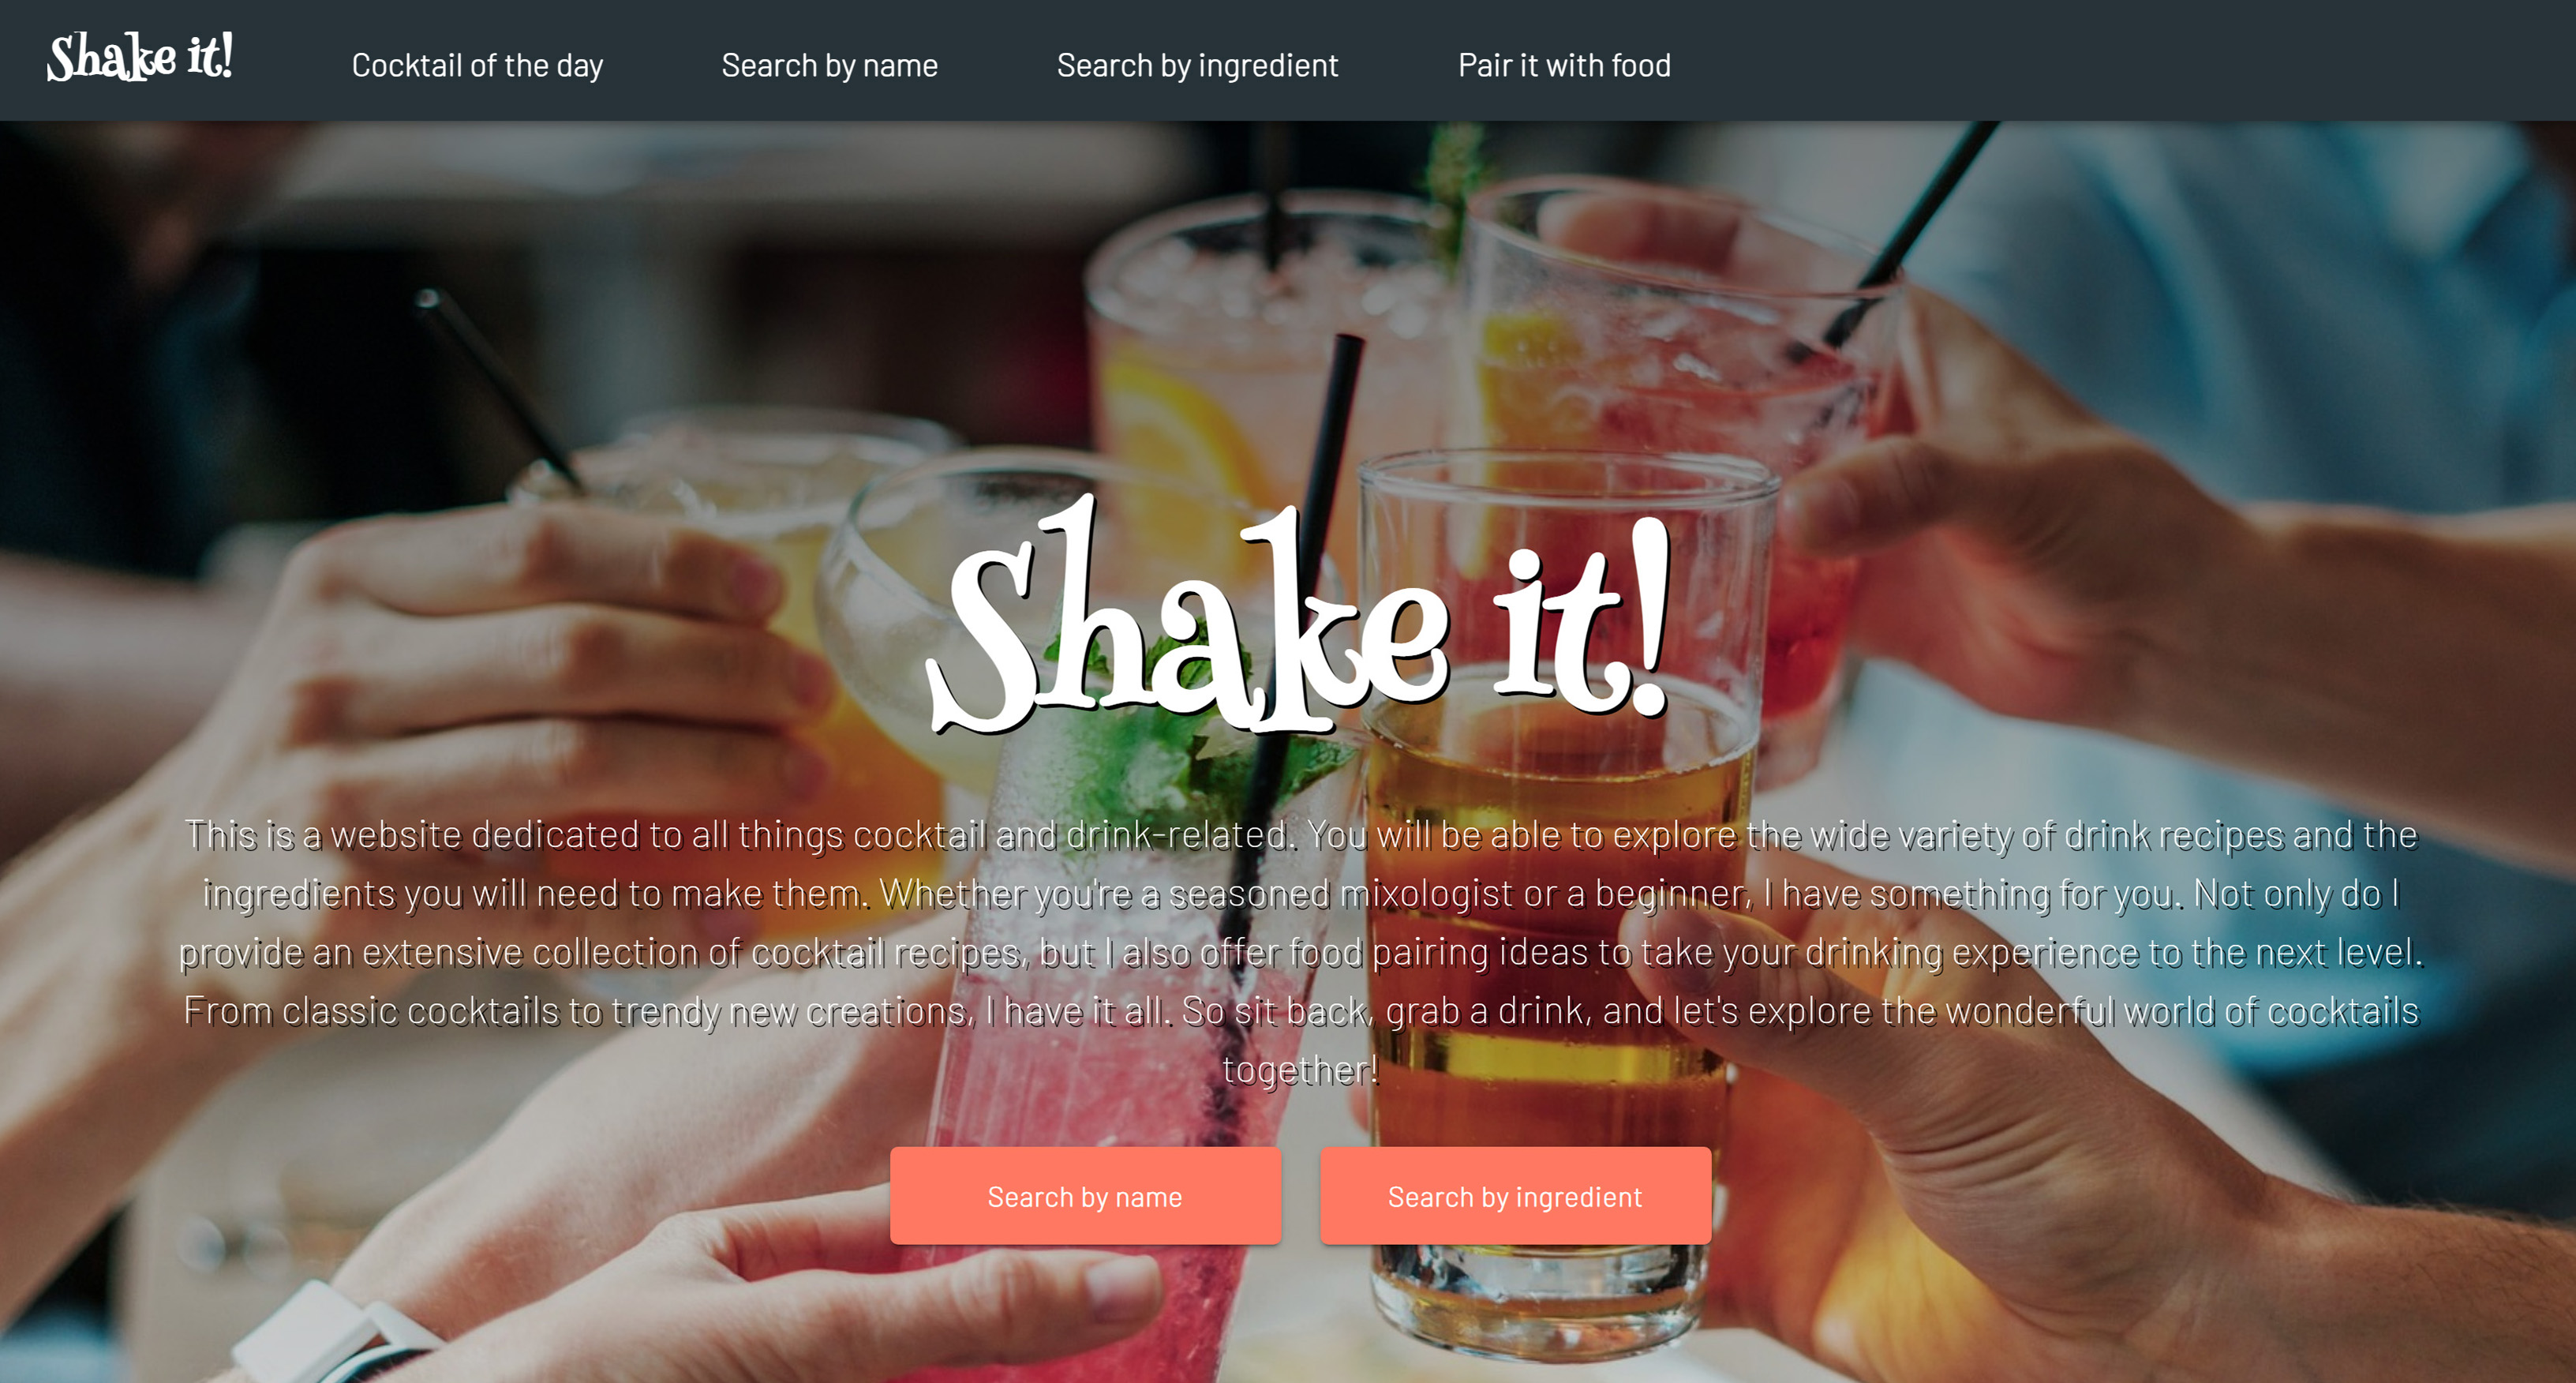 Shake it!
Cocktail of the day
Search by name
Search by ingredient
Pair it with food
Shake it!
This is a website dedicated to all things cocktail and drink-related. You will be able to explore the wide variety of drink recipes and the
ingredients you will need to make them. Whether you're a seasoned mixologist or a beginner, I have something for you. Not only do I
provide an extensive collection of cocktail recipes, but I also offer food pairing ideas to take your drinking experience to the next level.
From classic cocktails to trendy new creations, I have it all. So sit back, grab a drink, and let's explore the wonderful world of cocktails
together!
Search by name
Search by ingredient